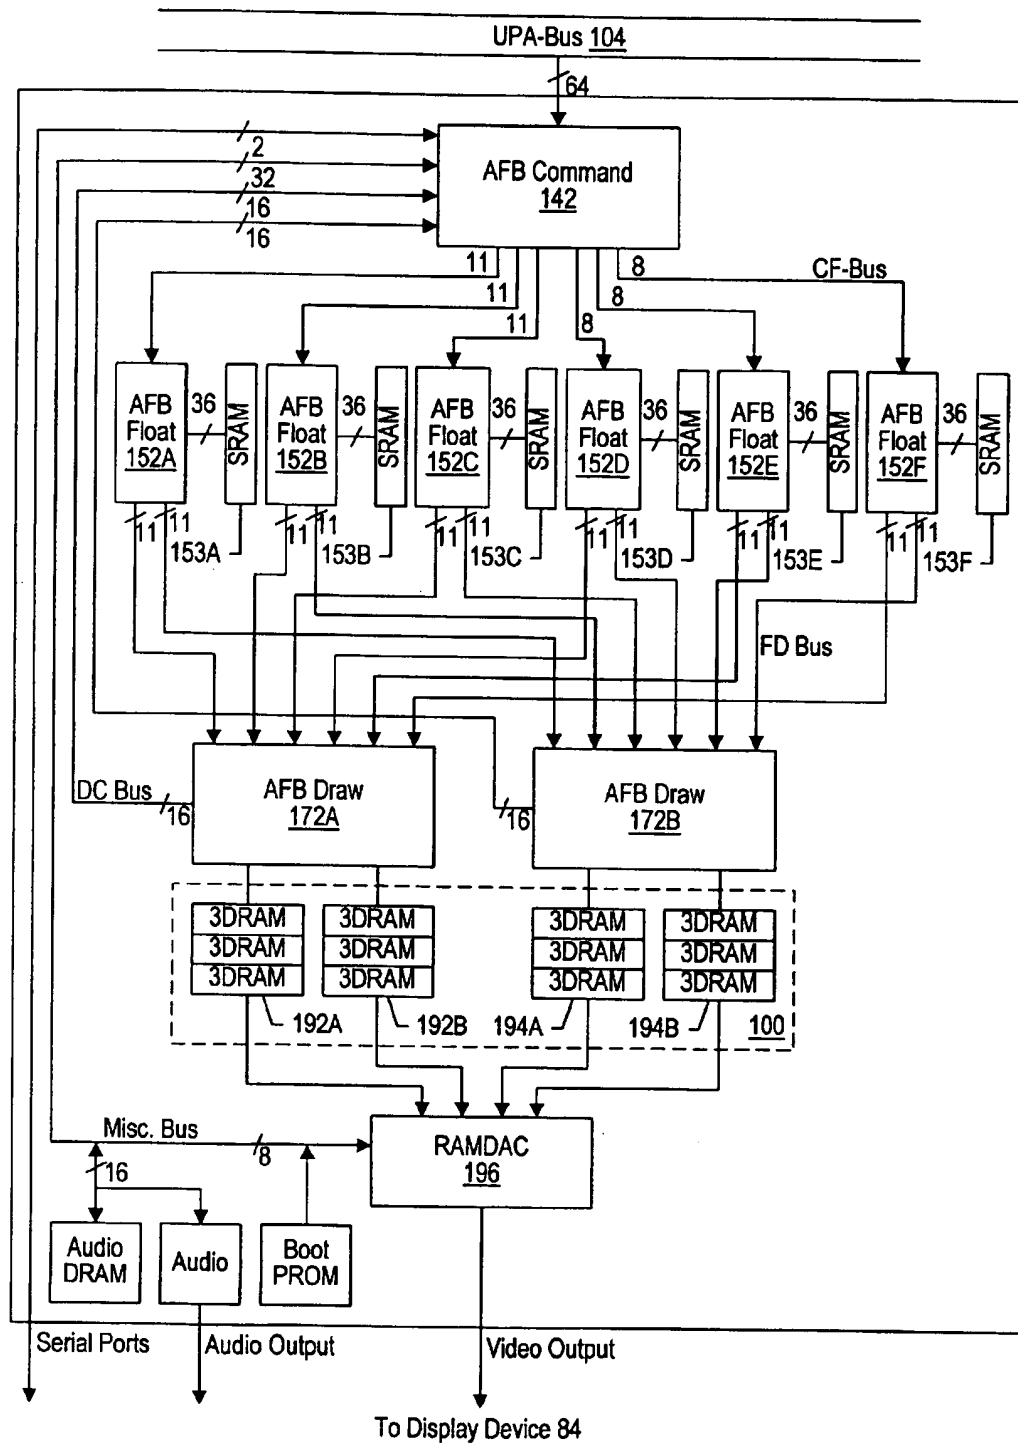 UPA-Bus 104
64
2
32
16
16
AFB Command
142
11
11
11
8
8
8
CF-Bus
AFB
Float
152A
36
SRAM
AFB
Float
152B
36
SRAM
AFB
Float
152C
36
SRAM
AFB
Float
152D
36
SRAM
AFB
Float
152E
36
SRAM
AFB
Float
152F
36
SRAM
11
11
153A
11
11
153B
11
11
153C
11
11
153D
11
11
153E
11
11
153F
FD Bus
DC Bus
16
AFB Draw
172A
16
AFB Draw
172B
3DRAM
3DRAM
3DRAM
3DRAM
3DRAM
3DRAM
3DRAM
3DRAM
3DRAM
3DRAM
3DRAM
3DRAM
192A
192B
194A
194B
100
Misc. Bus
8
16
RAMDAC
196
Audio
DRAM
Audio
Boot
PROM
Serial Ports
Audio Output
Video Output
To Display Device 84